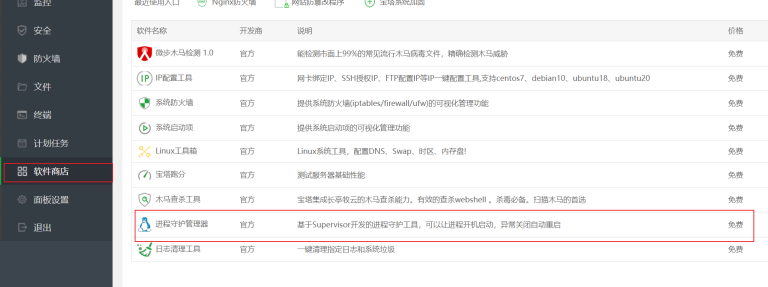 监控
安全
防火墙
文件
终端
计划任务
软件商店
面板设置
退出
最近使用入口 Nginx防火墙 网站防篡改程序 宝塔系统加固
软件名称 开发商 说明 价格
微步木马检测 1.0 官方 能检测市面上99%的常见流行木马病毒文件，精确检测木马威胁 免费
IP配置工具 官方 网卡绑定IP、SSH授权IP、FTP配置IP等IP一键配置工具,支持centos7、debian10、ubuntu18、ubuntu20 免费
系统防火墙 官方 提供系统防火墙(iptables/firewall/ufw)的可视化管理功能 免费
系统启动项 官方 提供系统启动项的可视化管理功能 免费
Linux工具箱 官方 Linux系统工具，配置DNS、Swap、时区、内存盘! 免费
宝塔跑分 官方 测试服务器基础性能 免费
木马查杀工具 官方 宝塔集成长亭牧云的木马查杀能力。有效的查杀webshell 。杀毒必备。扫描木马的首选 免费
进程守护管理器 官方 基于Supervisor开发的进程守护工具，可以让进程开机启动，异常关闭自动重启 免费
日志清理工具 官方 一键清理指定日志和系统垃圾 免费